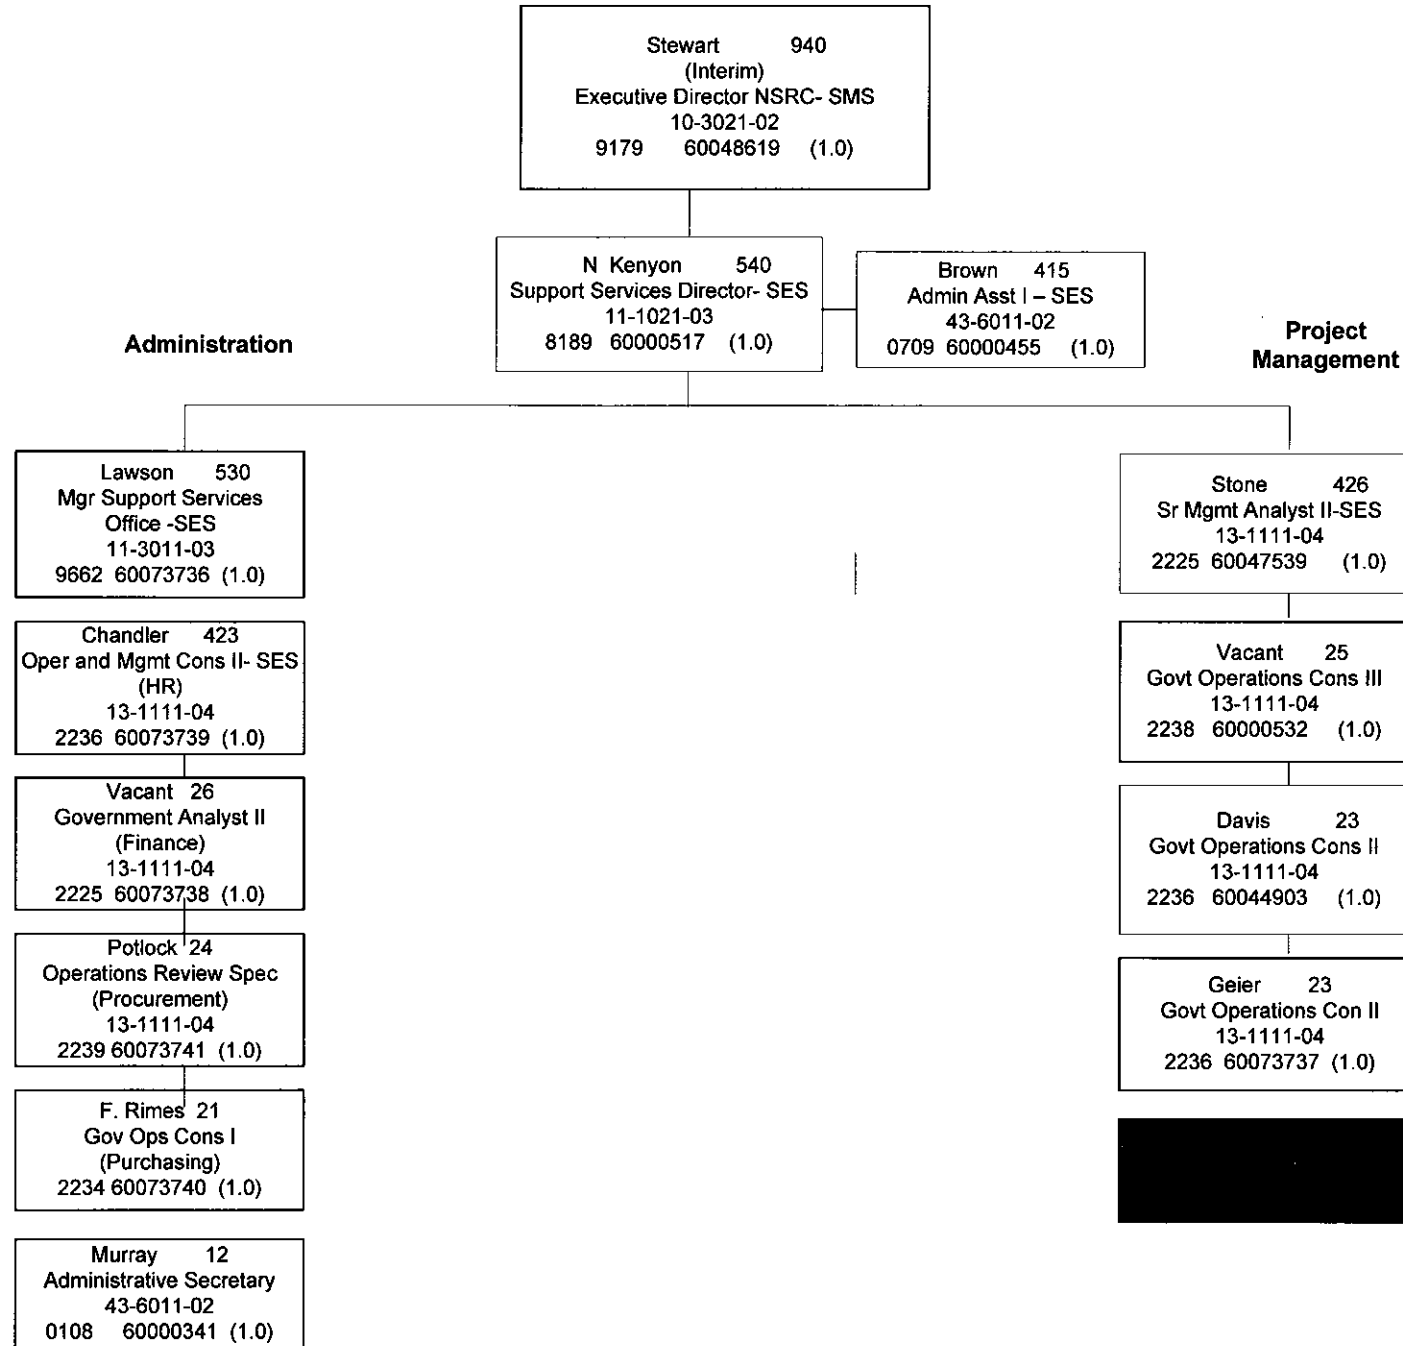 Stewart 940
(Interim)
Executive Director NSRC- SMS
10-3021-02
9179 60048619 (1.0)
N Kenyon 540
Support Services Director- SES
11-1021-03
8189 60000517 (1.0)
Brown 415
Admin Asst I – SES
43-6011-02
0709 60000455 (1.0)
Administration
Project
Management
Lawson 530
Mgr Support Services
Office -SES
11-3011-03
9662 60073736 (1.0)
Chandler 423
Oper and Mgmt Cons II- SES
(HR)
13-1111-04
2236 60073739 (1.0)
Vacant 26
Government Analyst II
(Finance)
13-1111-04
2225 60073738 (1.0)
Potlock 24
Operations Review Spec
(Procurement)
13-1111-04
2239 60073741 (1.0)
F. Rimes 21
Gov Ops Cons I
(Purchasing)
2234 60073740 (1.0)
Murray 12
Administrative Secretary
43-6011-02
0108 60000341 (1.0)
Stone 426
Sr Mgmt Analyst II-SES
13-1111-04
2225 60047539 (1.0)
Vacant 25
Govt Operations Cons III
13-1111-04
2238 60000532 (1.0)
Davis 23
Govt Operations Cons II
13-1111-04
2236 60044903 (1.0)
Geier 23
Govt Operations Con II
13-1111-04
2236 60073737 (1.0)